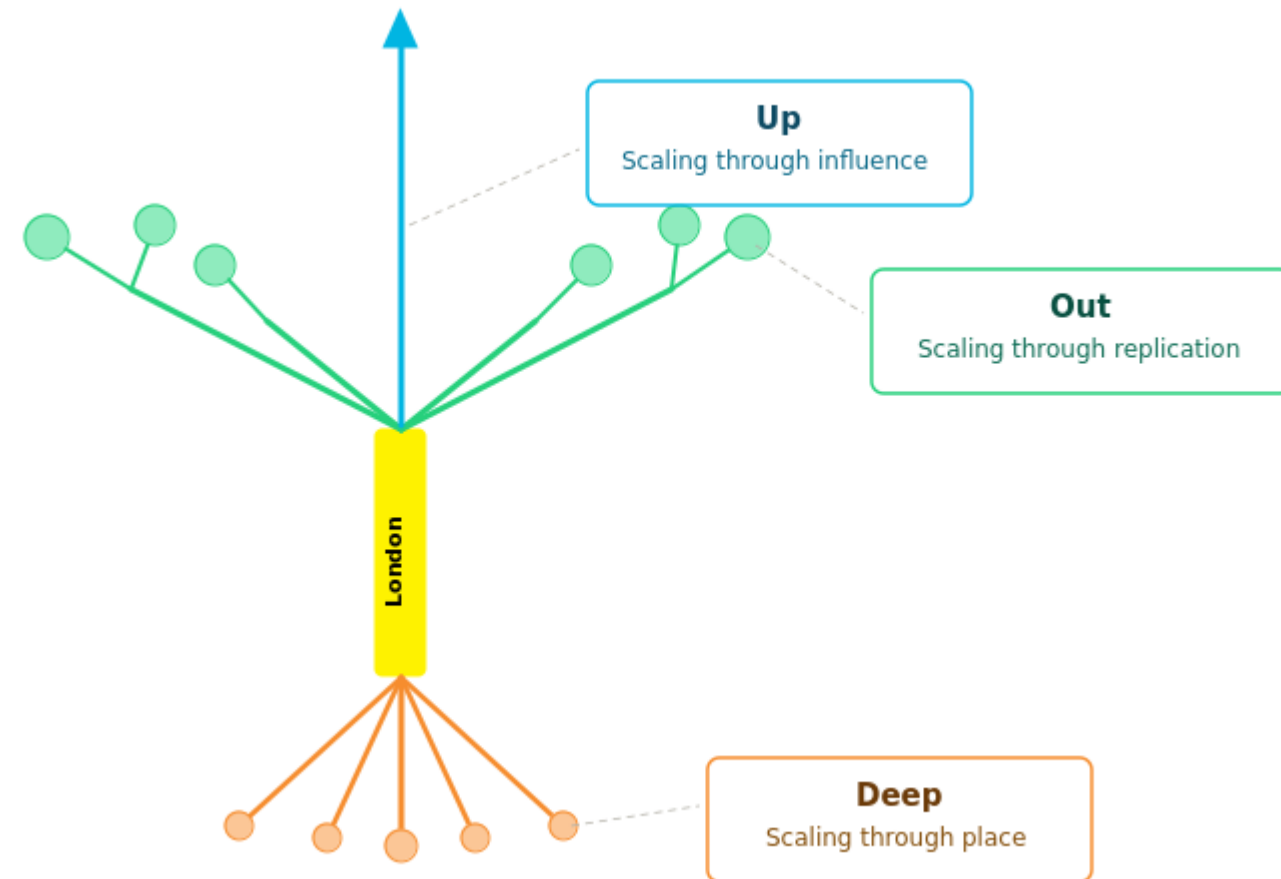 Up
Scaling through influence
Out
Scaling through replication
London
Deep
Scaling through place